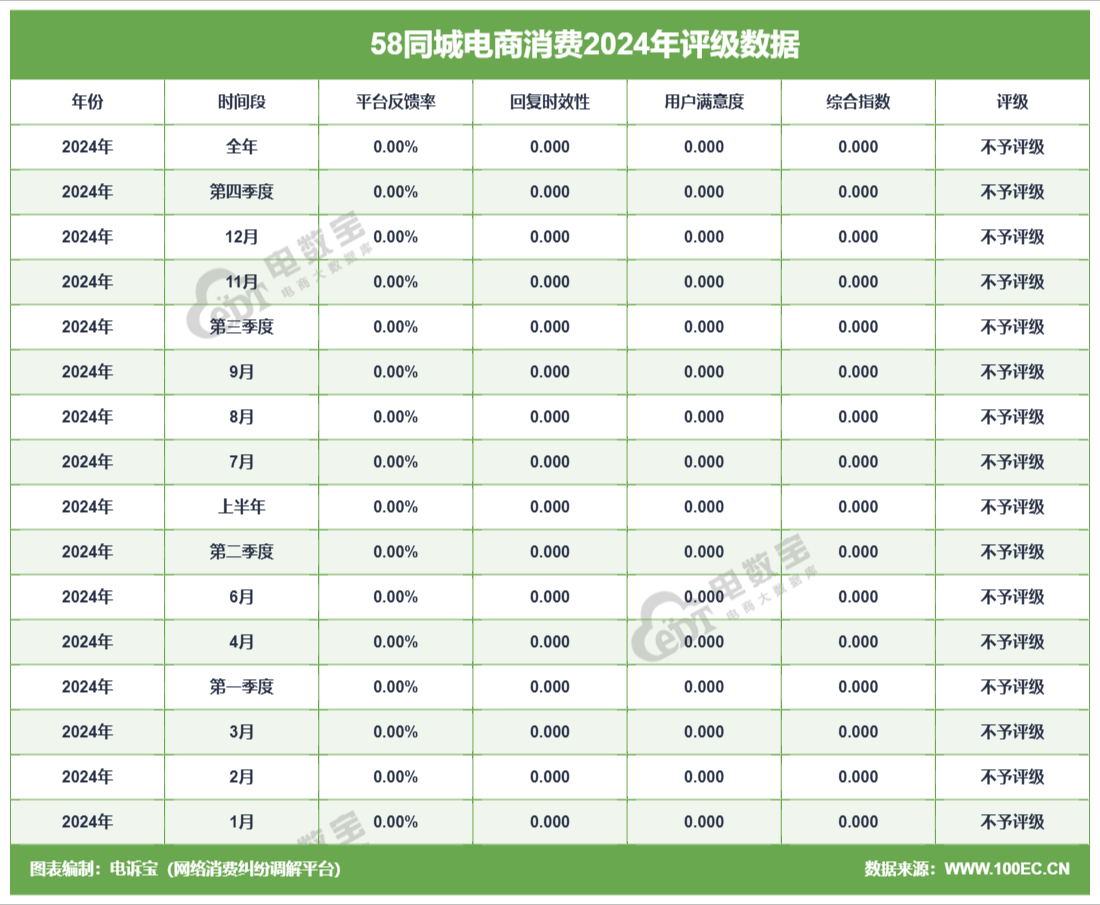 58同城电商消费2024年评级数据
年份 时间段 平台反馈率 回复时效性 用户满意度 综合指数 评级
2024年 全年 0.00% 0.000 0.000 0.000 不予评级
2024年 第四季度 0.00% 0.000 0.000 0.000 不予评级
2024年 12月 0.00% 0.000 0.000 0.000 不予评级
2024年 11月 0.00% 0.000 0.000 0.000 不予评级
2024年 第三季度 0.00% 0.000 0.000 0.000 不予评级
2024年 9月 0.00% 0.000 0.000 0.000 不予评级
2024年 8月 0.00% 0.000 0.000 0.000 不予评级
2024年 7月 0.00% 0.000 0.000 0.000 不予评级
2024年 上半年 0.00% 0.000 0.000 0.000 不予评级
2024年 第二季度 0.00% 0.000 0.000 0.000 不予评级
2024年 6月 0.00% 0.000 0.000 0.000 不予评级
2024年 4月 0.00% 0.000 0.000 0.000 不予评级
2024年 第一季度 0.00% 0.000 0.000 0.000 不予评级
2024年 3月 0.00% 0.000 0.000 0.000 不予评级
2024年 2月 0.00% 0.000 0.000 0.000 不予评级
2024年 1月 0.00% 0.000 0.000 0.000 不予评级
图表编制：电诉宝（网络消费纠纷调解平台） 数据来源：WWW.100EC.CN
电数宝
电商大数据库
eDT
电数宝
电商大数据库
eDT
数宝